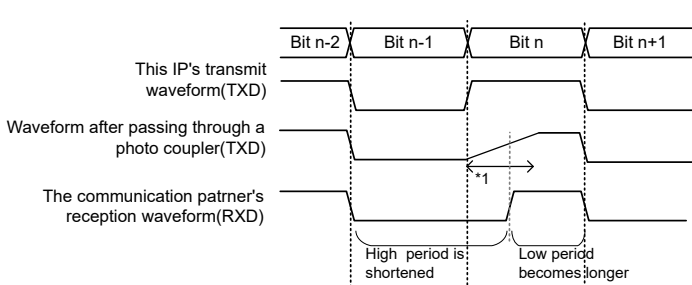 Bit n-2 Bit n-1 Bit n Bit n+1
This IP's transmit
waveform(TXD)
Waveform after passing through a
photo coupler(TXD)
*1
The communication patrner's
reception waveform(RXD)
High period is
shortened
Low period
becomes longer